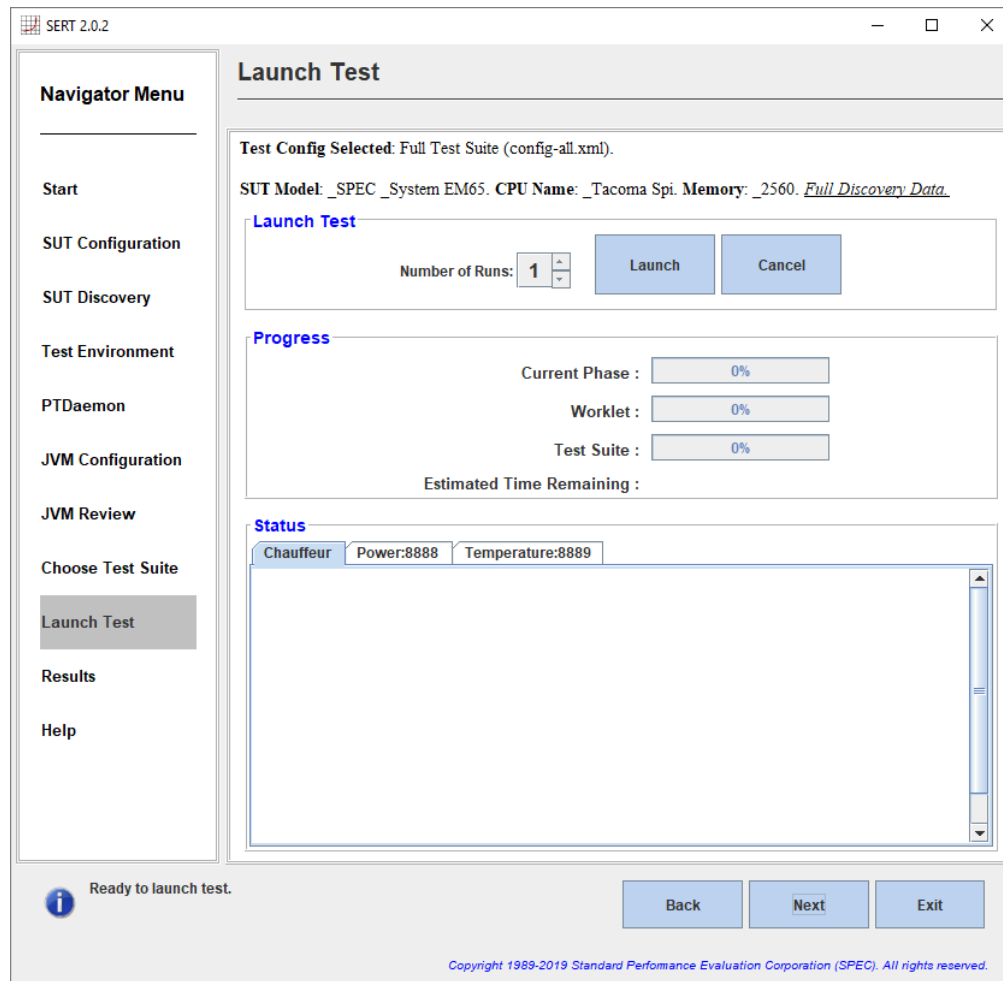 SERT 2.0.2
Navigator Menu
Start
SUT Configuration
SUT Discovery
Test Environment
PTDaemon
JVM Configuration
JVM Review
Choose Test Suite
Launch Test
Results
Help
Launch Test
Test Config Selected: Full Test Suite (config-all.xml).
SUT Model: _SPEC _System EM65. CPU Name: _Tacoma Spi. Memory: _2560. Full Discovery Data.
Launch Test
Number of Runs: 1 Launch Cancel
Progress
Current Phase : 0%
Worklet : 0%
Test Suite : 0%
Estimated Time Remaining :
Status
Chauffeur Power:8888 Temperature:8889
Ready to launch test.
Back Next Exit
Copyright 1989-2019 Standard Perfomance Evaluation Corporation (SPEC). All rights reserved.